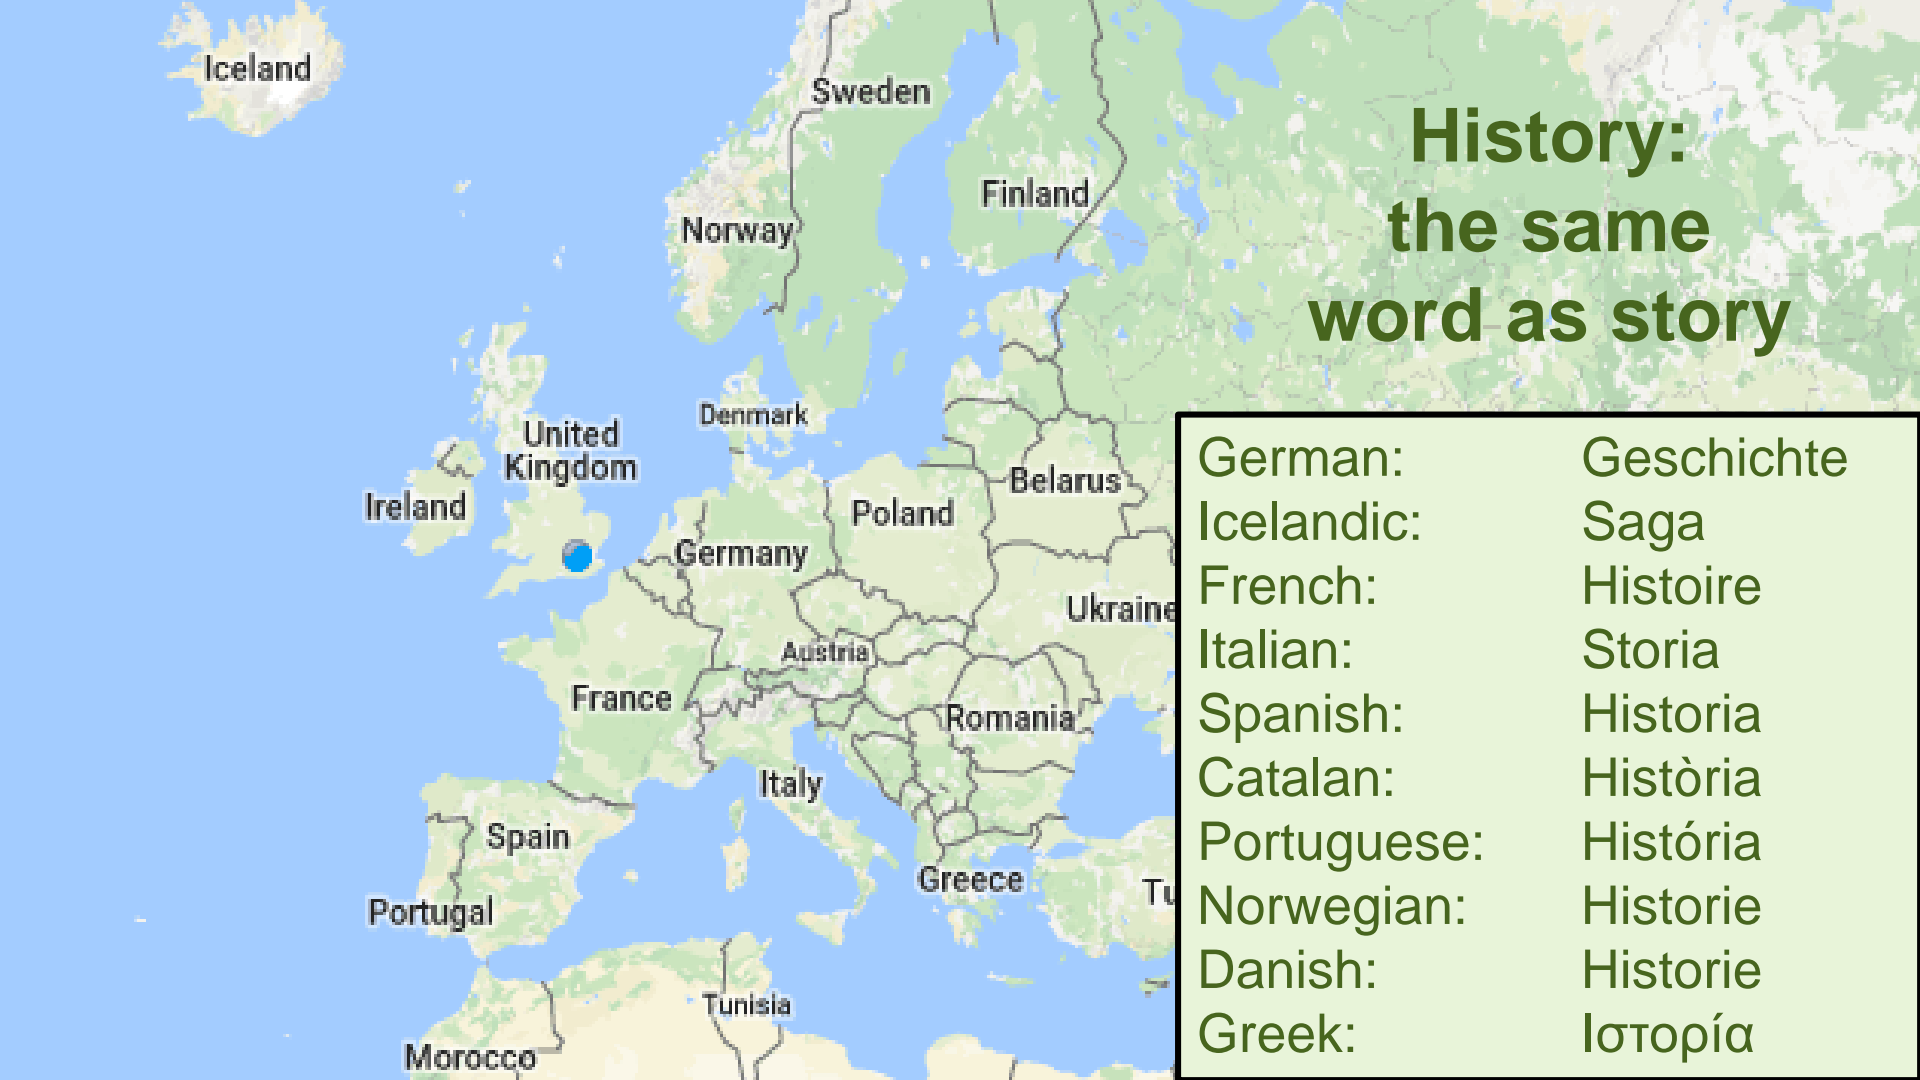 Iceland
Sweden
Finland
Norway
Denmark
United
Kingdom
Ireland
Belarus
Poland
Germany
Ukraine
Austria
France
Romania
Italy
Spain
Greece
Tu
Portugal
Tunisia
Morocco
History:
the same
word as story
German: Geschichte
Icelandic: Saga
French: Histoire
Italian: Storia
Spanish: Historia
Catalan: Història
Portuguese: História
Norwegian: Historie
Danish: Historie
Greek: Ιστορία